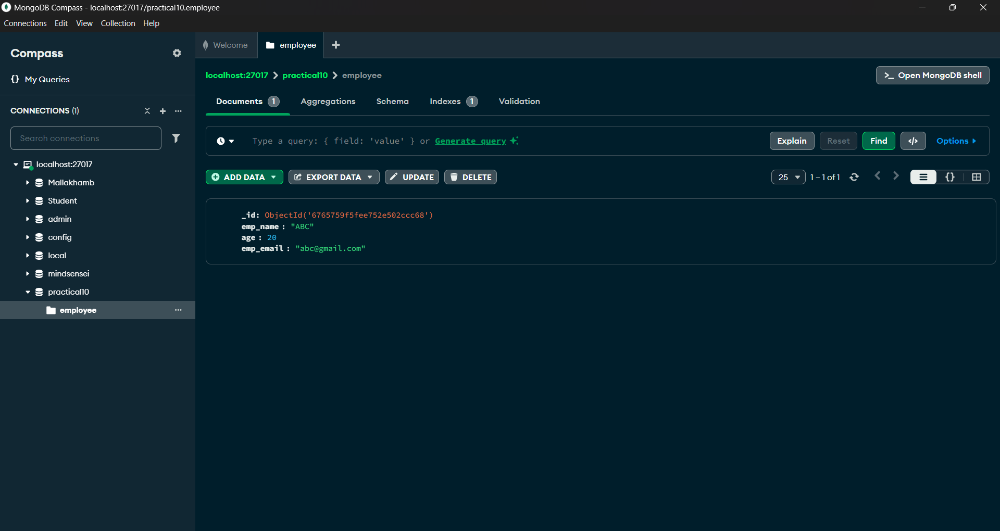 MongoDB Compass - localhost:27017/practical10.employee
Connections Edit View Collection Help
Compass
{} My Queries
CONNECTIONS (1)
Search connections
localhost:27017
Mallakhamb
Student
admin
config
local
mindsensei
practical10
employee
Welcome
employee
localhost:27017 > practical10 > employee
>_ Open MongoDB shell
Documents 1 Aggregations Schema Indexes 1 Validation
Type a query: { field: 'value' } or Generate query
Explain Reset Find </> Options
ADD DATA EXPORT DATA UPDATE DELETE
25 1 – 1 of 1 {}
_id: ObjectId('6765759f5fee752e502ccc68')
emp_name : "ABC"
age : 20
emp_email : "abc@gmail.com"